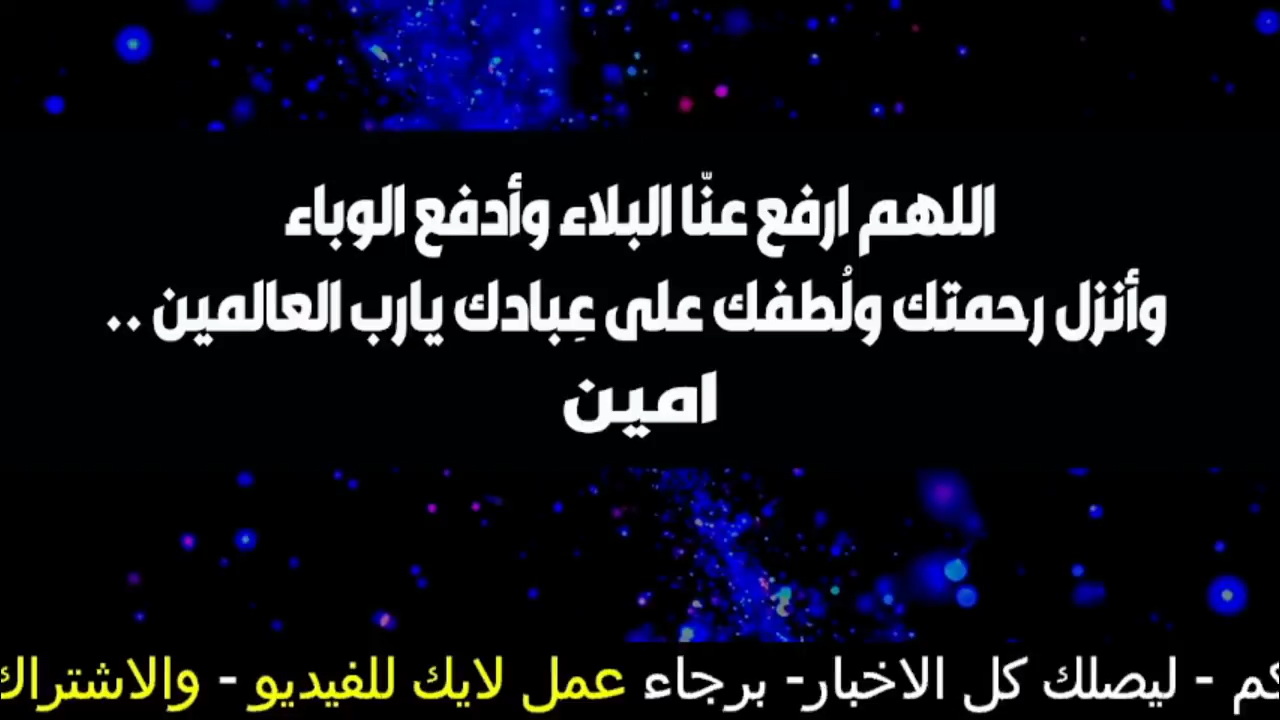 اللهم ارفع عنّا البلاء وأدفع الوباء
وأنزل رحمتك ولُطفك على عِبادك يارب العالمين ..
امين
كم - ليصلك كل الاخبار- برجاء عمل لايك للفيديو - والاشتراك